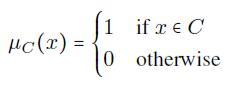 μC(x) = { 1 if x ϵ C
0 otherwise